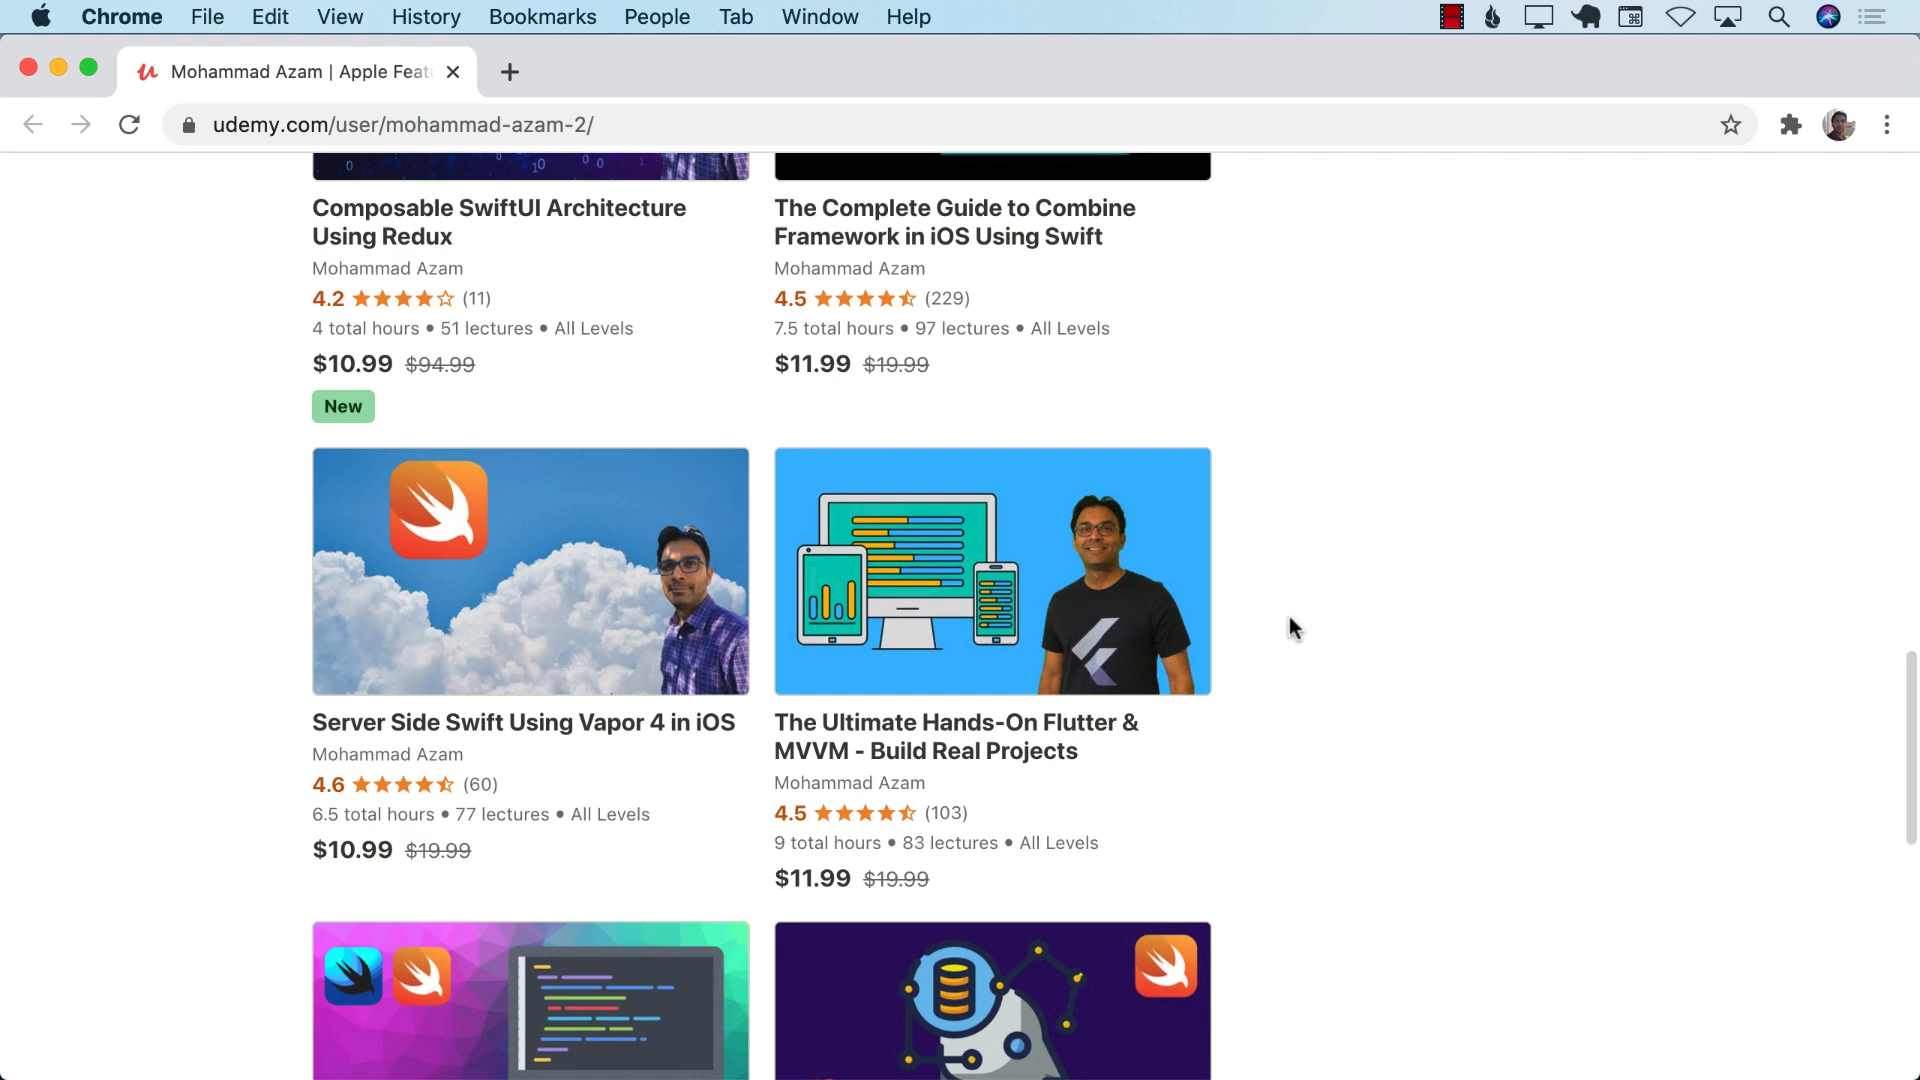 Chrome File Edit View History Bookmarks People Tab Window Help
Mohammad Azam | Apple Feat
udemy.com/user/mohammad-azam-2/
Composable SwiftUI Architecture
Using Redux
Mohammad Azam
4.2 (11)
4 total hours • 51 lectures • All Levels
$10.99 $94.99
New
The Complete Guide to Combine
Framework in iOS Using Swift
Mohammad Azam
4.5 (229)
7.5 total hours • 97 lectures • All Levels
$11.99 $19.99
Server Side Swift Using Vapor 4 in iOS
Mohammad Azam
4.6 (60)
6.5 total hours • 77 lectures • All Levels
$10.99 $19.99
The Ultimate Hands-On Flutter &
MVVM - Build Real Projects
Mohammad Azam
4.5 (103)
9 total hours • 83 lectures • All Levels
$11.99 $19.99